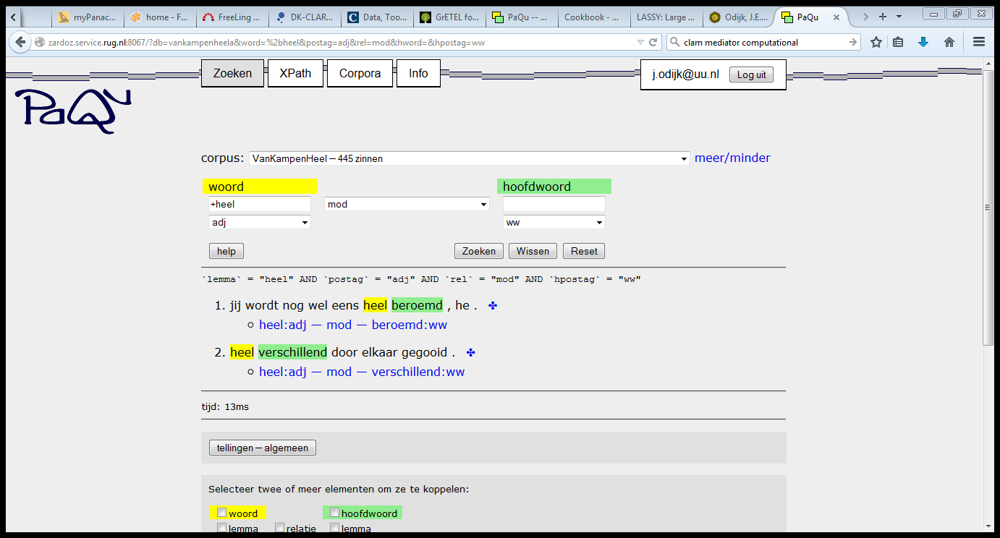 myPanac... home - F... FreeLing ... DK-CLAR... Data, Too... GrETEL fo... PaQu -- ... Cookbook - ... LASSY: Large ... Odijk, J.E.... PaQu
zardoz.service.rug.nl:8067/?db=vankampenheela&word=%2bheel&postag=adj&rel=mod&hword=&hpostag=ww clam mediator computational
Zoeken XPath Corpora Info j.odijk@uu.nl Log uit
PaQu
corpus: VanKampenHeel — 445 zinnen meer/minder
woord hoofdwoord
+heel mod
adj ww
help Zoeken Wissen Reset
`lemma` = "heel" AND `postag` = "adj" AND `rel` = "mod" AND `hpostag` = "ww"
1. jij wordt nog wel eens heel beroemd , he . ✤
heel:adj — mod — beroemd:ww
2. heel verschillend door elkaar gegooid . ✤
heel:adj — mod — verschillend:ww
tijd: 13ms
tellingen — algemeen
Selecteer twee of meer elementen om ze te koppelen:
woord hoofdwoord
lemma relatie lemma